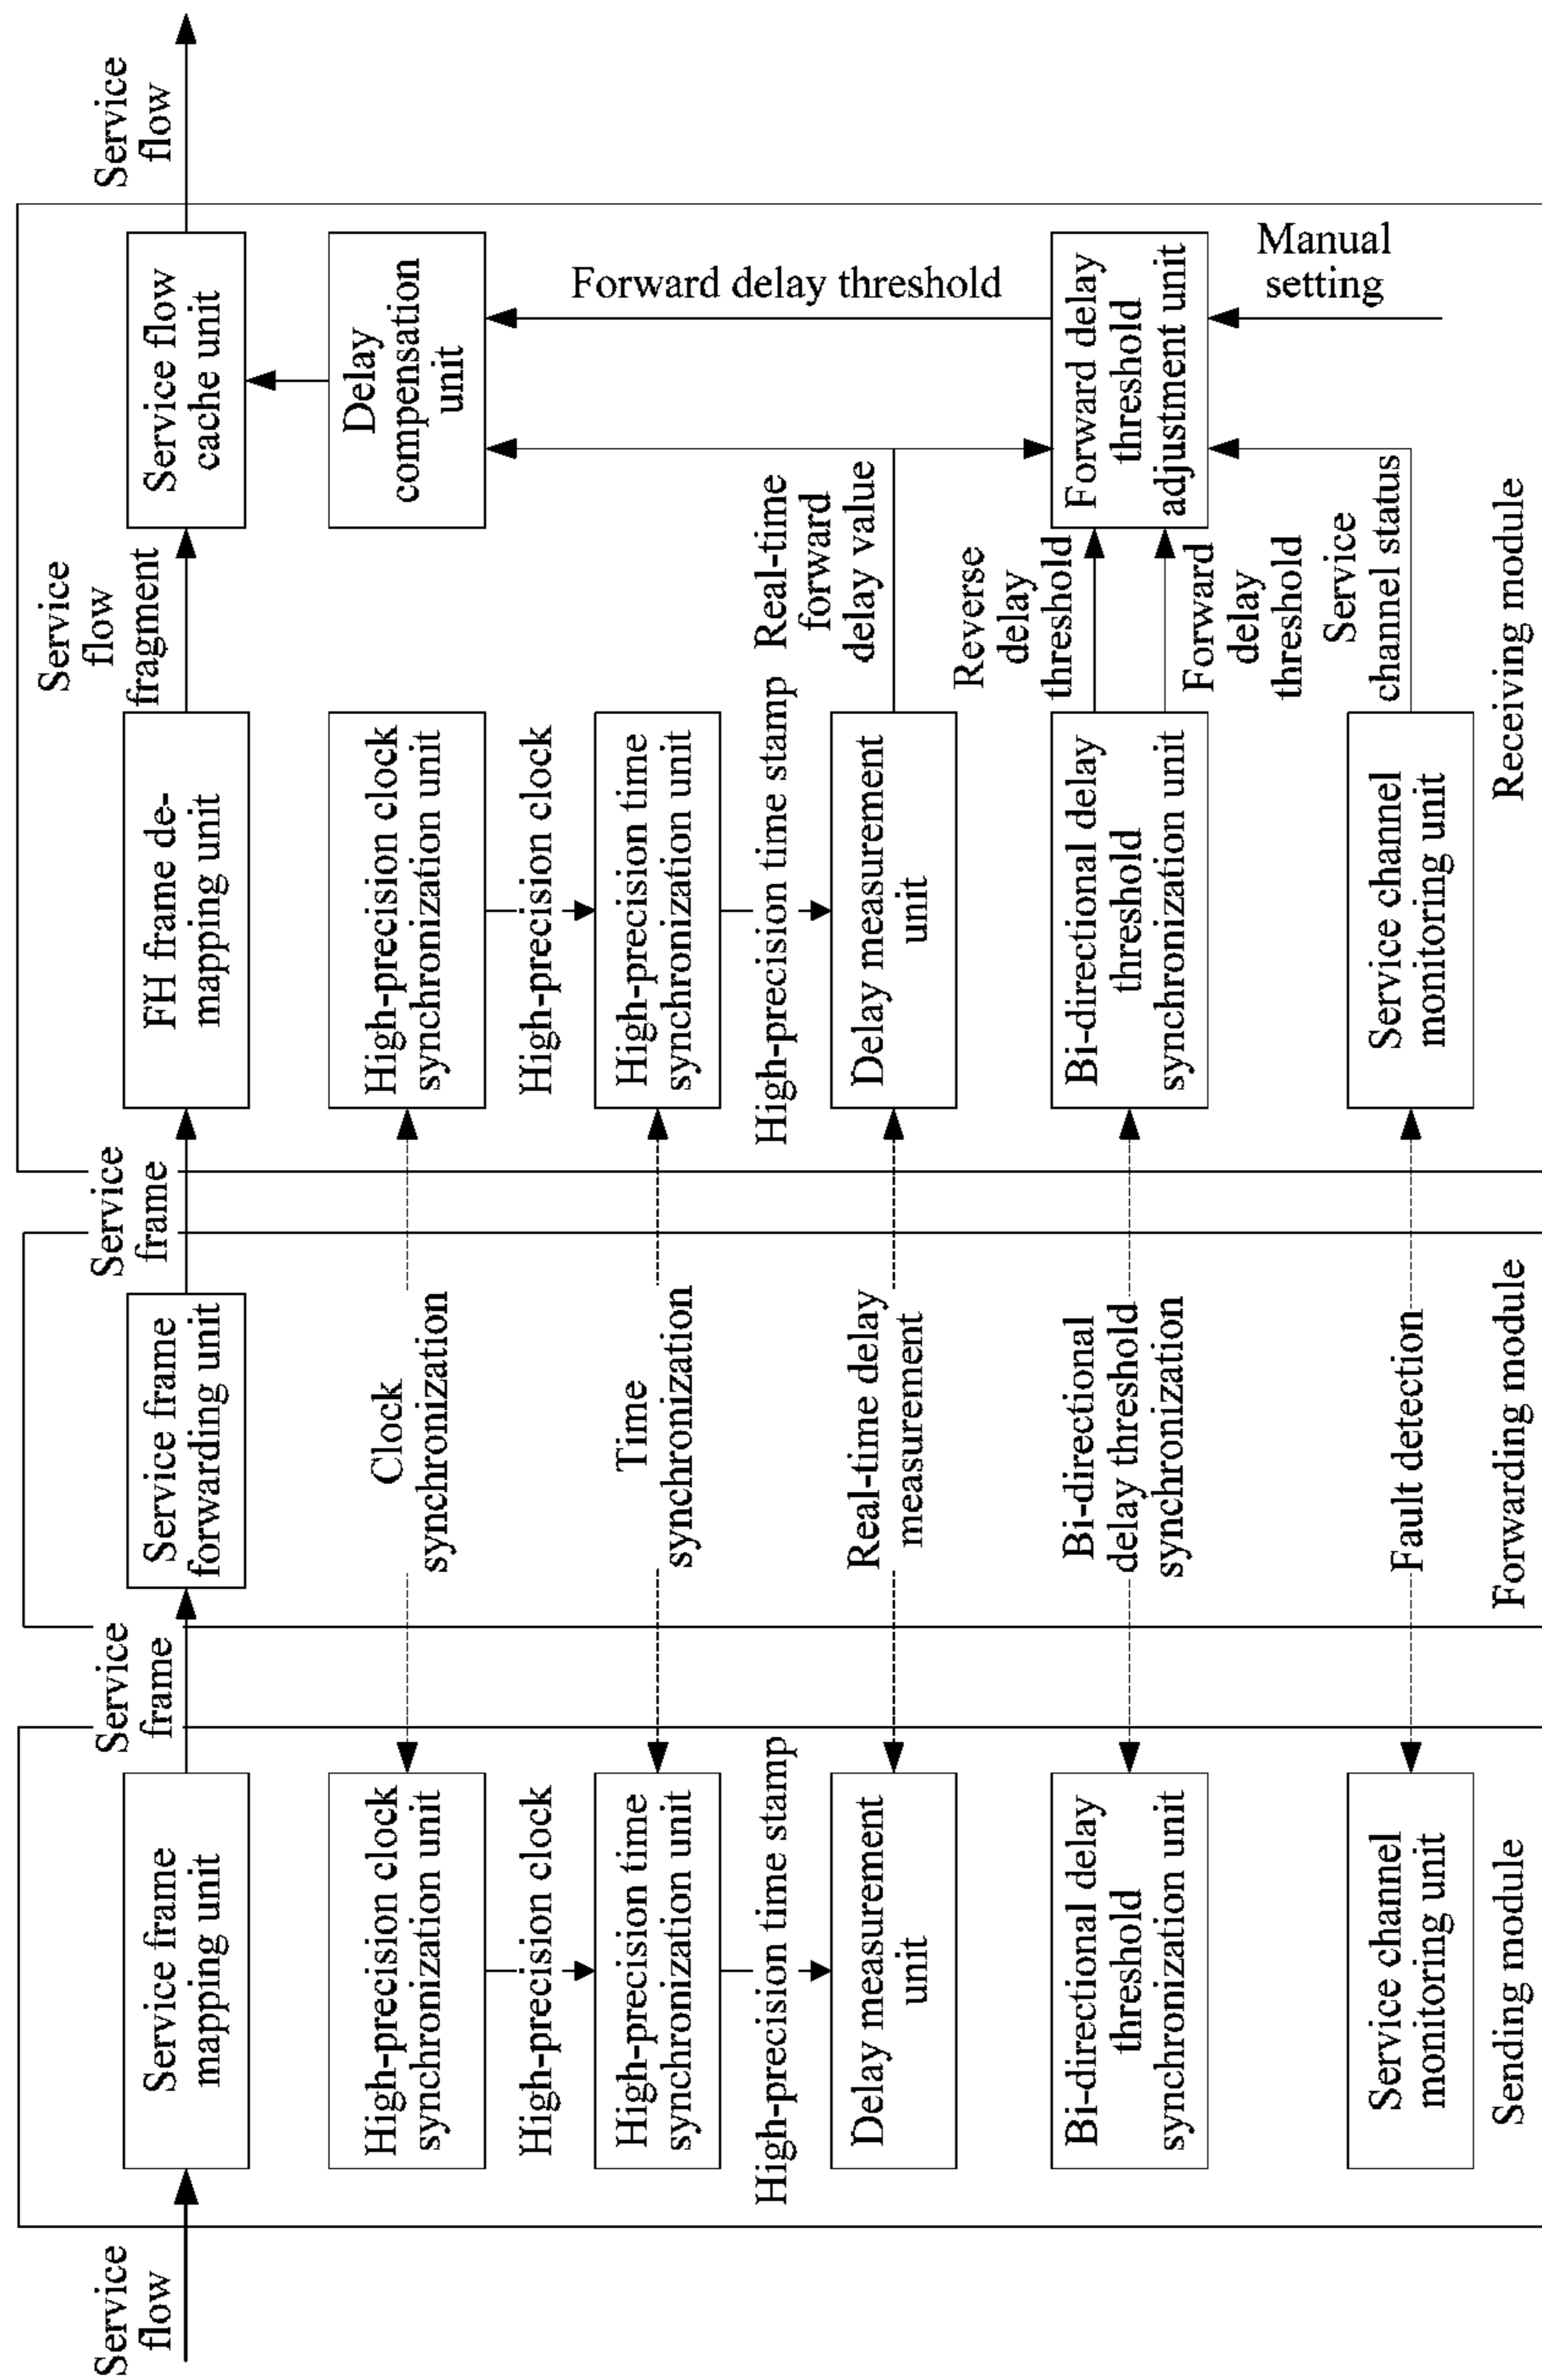 Service
flow
Service frame
mapping unit
High-precision clock
synchronization unit
High-precision clock
High-precision time
synchronization unit
High-precision time stamp
Delay measurement
unit
Bi-directional delay
threshold
synchronization unit
Service channel
monitoring unit
Sending module
Service
frame
Service frame
forwarding unit
Clock
synchronization
Time
synchronization
Real-time delay
measurement
Bi-directional
delay threshold
synchronization
Fault detection
Forwarding module
Service
frame
FH frame de-
mapping unit
High-precision clock
synchronization unit
High-precision clock
High-precision time
synchronization unit
High-precision time stamp
Delay measurement
unit
Bi-directional delay
threshold
synchronization unit
Service channel
monitoring unit
Service
flow
fragment
Real-time
forward
delay value
Reverse
delay
threshold
Forward
delay
threshold
Service
channel status
Service flow
cache unit
Delay
compensation
unit
Forward delay threshold
Forward delay
threshold
adjustment unit
Manual
setting
Receiving module
Service
flow